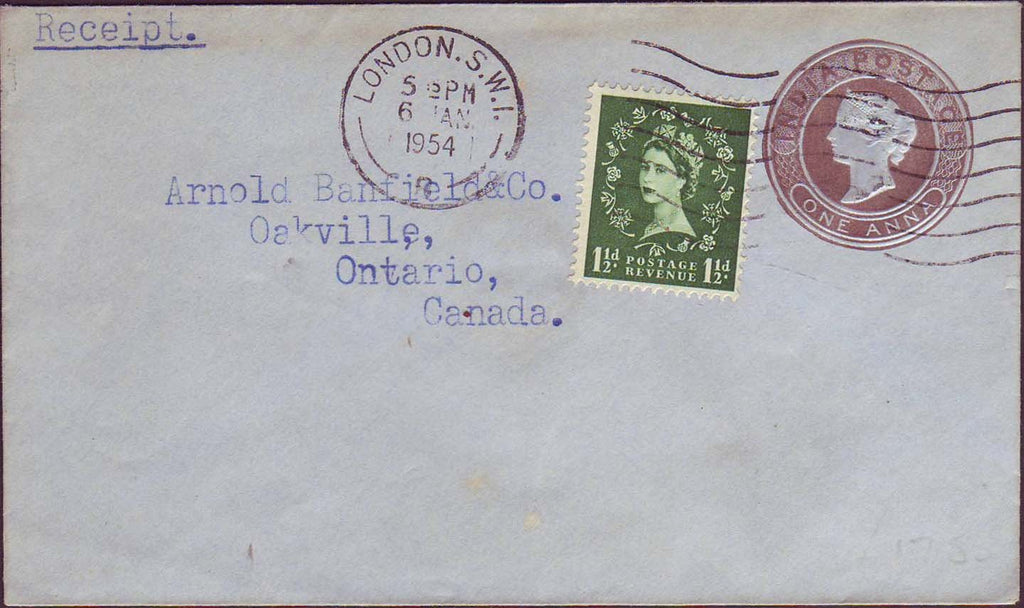 Receipt.
LONDON. S.W.1.
5 PM
6 JAN
1954
INDIA POSTAGE
ONE ANNA
1½d POSTAGE REVENUE 1½d
Arnold Banfield&Co.
Oakville,
Ontario,
Canada.